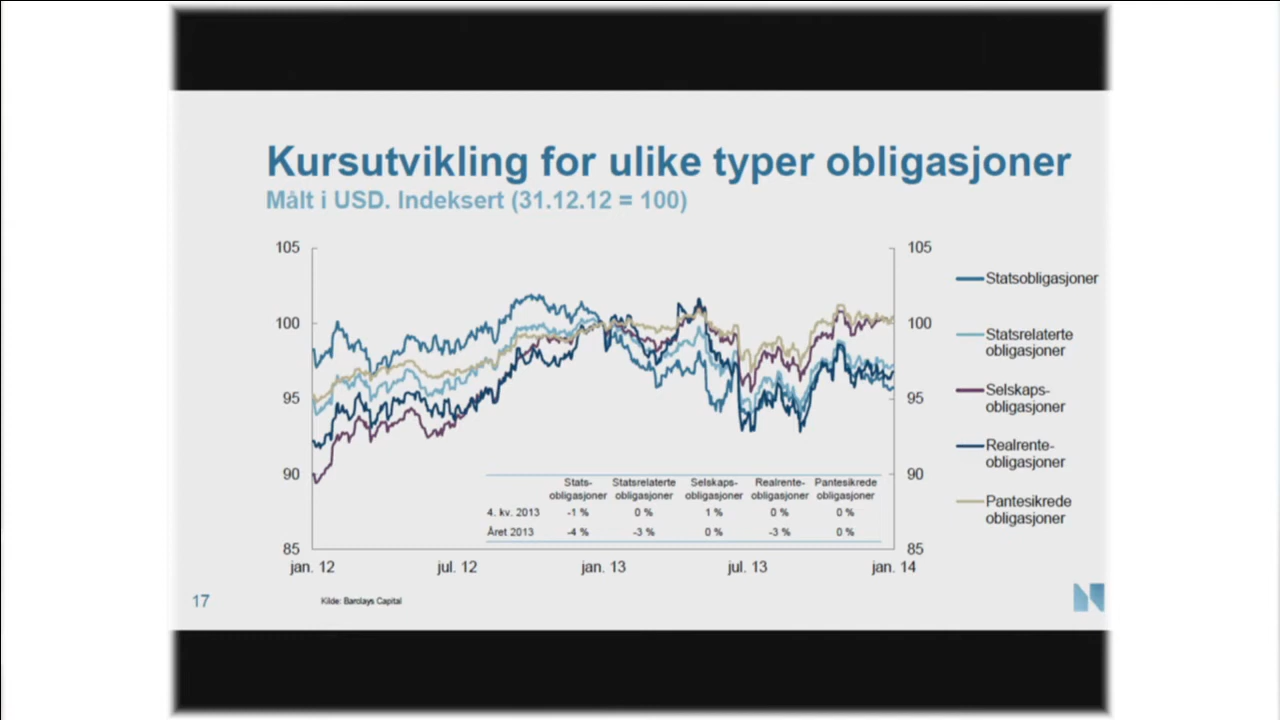 Kursutvikling for ulike typer obligasjoner
Målt i USD. Indeksert (31.12.12 = 100)
105
100
95
90
85
105
100
95
90
85
jan. 12
jul. 12
jan. 13
jul. 13
jan. 14
Statsobligasjoner
Statsrelaterte
obligasjoner
Selskaps-
obligasjoner
Realrente-
obligasjoner
Pantesikrede
obligasjoner
Stats- Statsrelaterte Selskaps- Realrente- Pantesikrede
obligasjoner obligasjoner obligasjoner obligasjoner obligasjoner
4. kv. 2013 -1 % 0 % 1 % 0 % 0 %
Året 2013 -4 % -3 % 0 % -3 % 0 %
17
Kilde: Barclays Capital